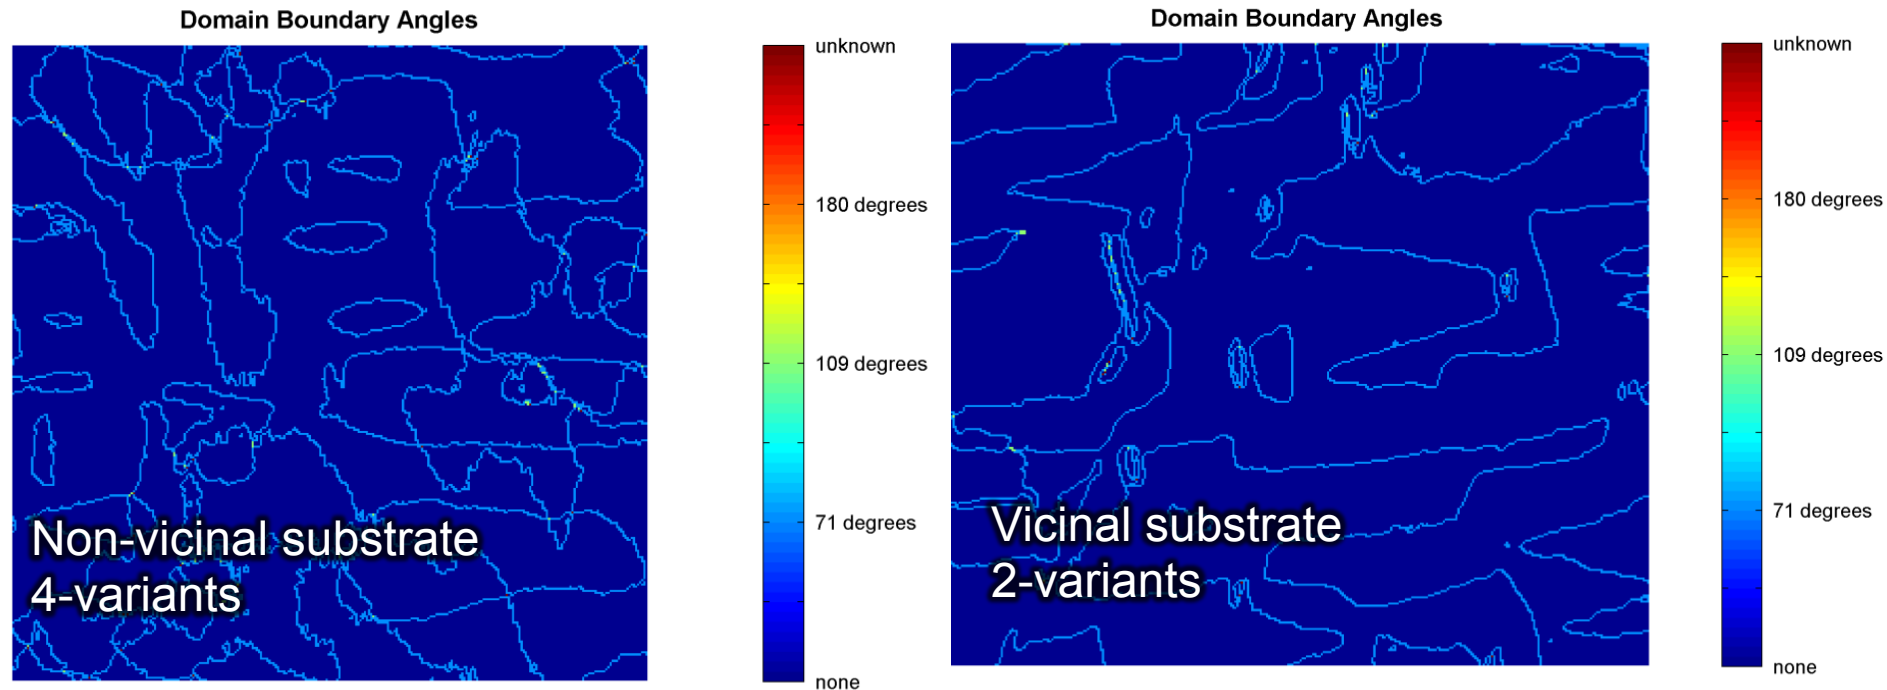 Domain Boundary Angles
unknown
180 degrees
109 degrees
71 degrees
none
Non-vicinal substrate
4-variants
Domain Boundary Angles
unknown
180 degrees
109 degrees
71 degrees
none
Vicinal substrate
2-variants